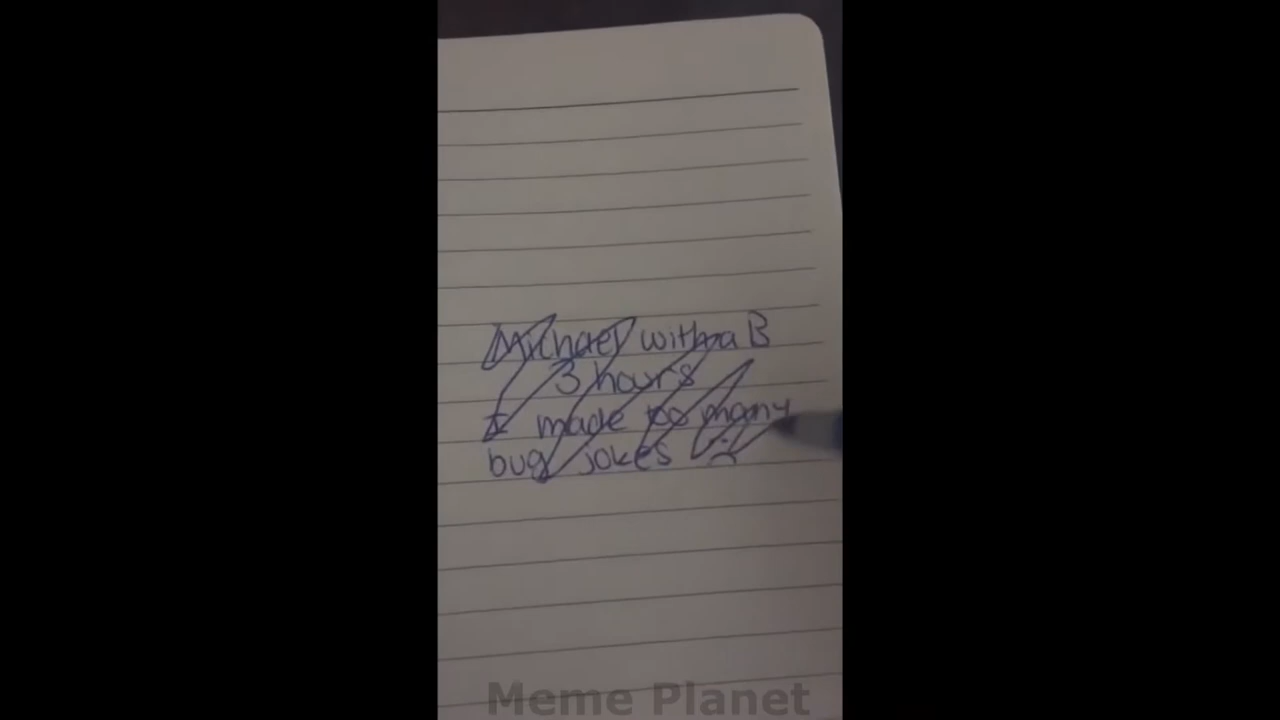 Michael with a B
3 hours
I made too many
bug jokes :(
Meme Planet